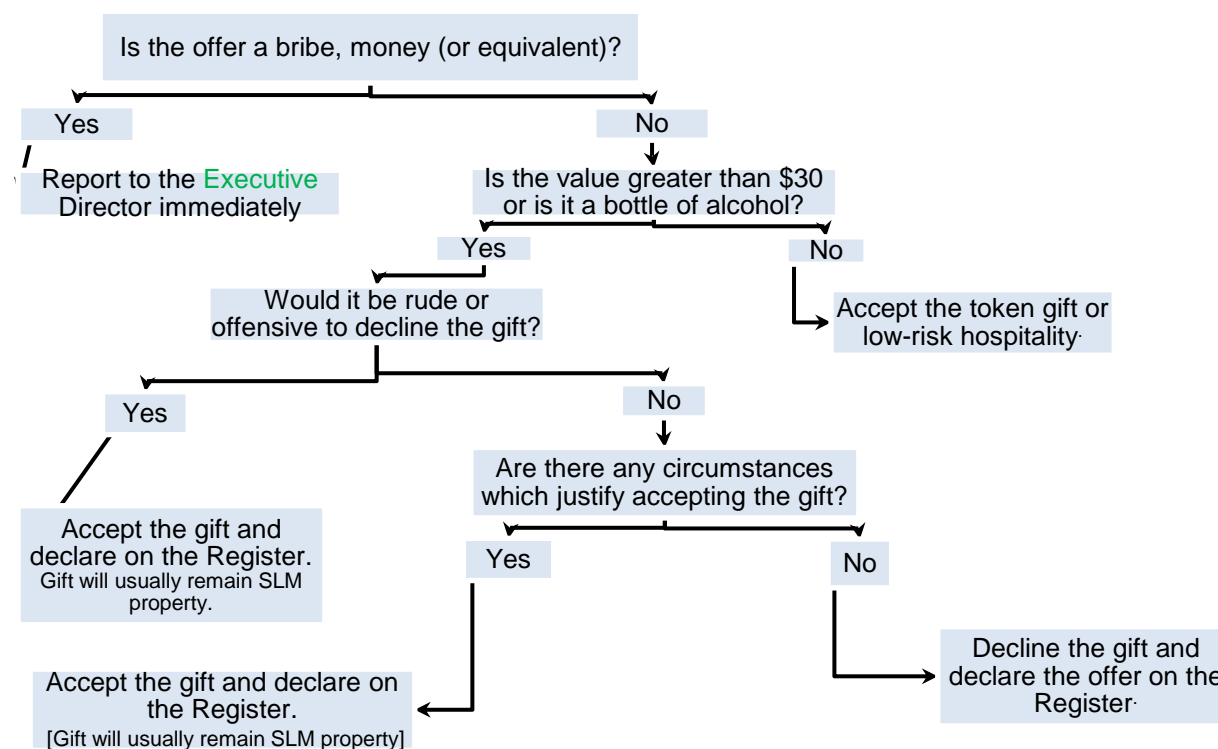 Is the offer a bribe, money (or equivalent)?
Yes
No
Report to the Executive
Director immediately
Is the value greater than $30
or is it a bottle of alcohol?
Yes
No
Would it be rude or
offensive to decline the gift?
Accept the token gift or
low-risk hospitality.
Yes
No
Are there any circumstances
which justify accepting the gift?
Accept the gift and
declare on the Register.
Gift will usually remain SLM
property.
Yes
No
Decline the gift and
declare the offer on the
Register.
Accept the gift and declare on
the Register.
[Gift will usually remain SLM property]